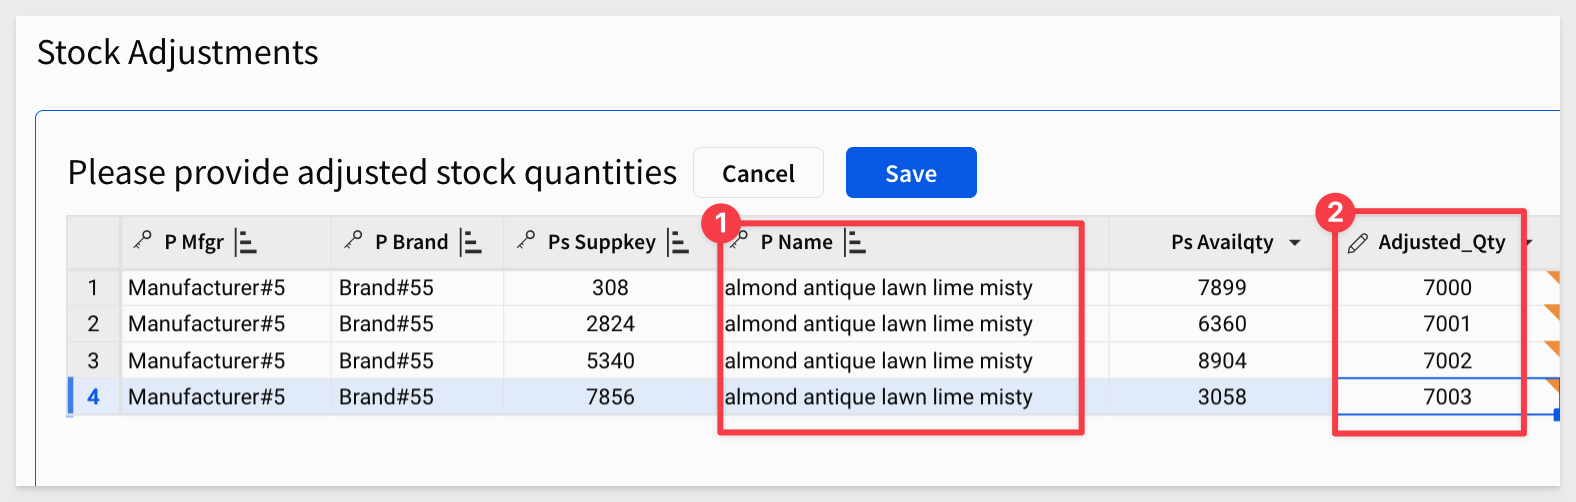 Stock Adjustments
Please provide adjusted stock quantities Cancel Save
1 2
P Mfgr P Brand Ps Suppkey P Name Ps Availqty Adjusted_Qty
1 Manufacturer#5 Brand#55 308 almond antique lawn lime misty 7899 7000
2 Manufacturer#5 Brand#55 2824 almond antique lawn lime misty 6360 7001
3 Manufacturer#5 Brand#55 5340 almond antique lawn lime misty 8904 7002
4 Manufacturer#5 Brand#55 7856 almond antique lawn lime misty 3058 7003